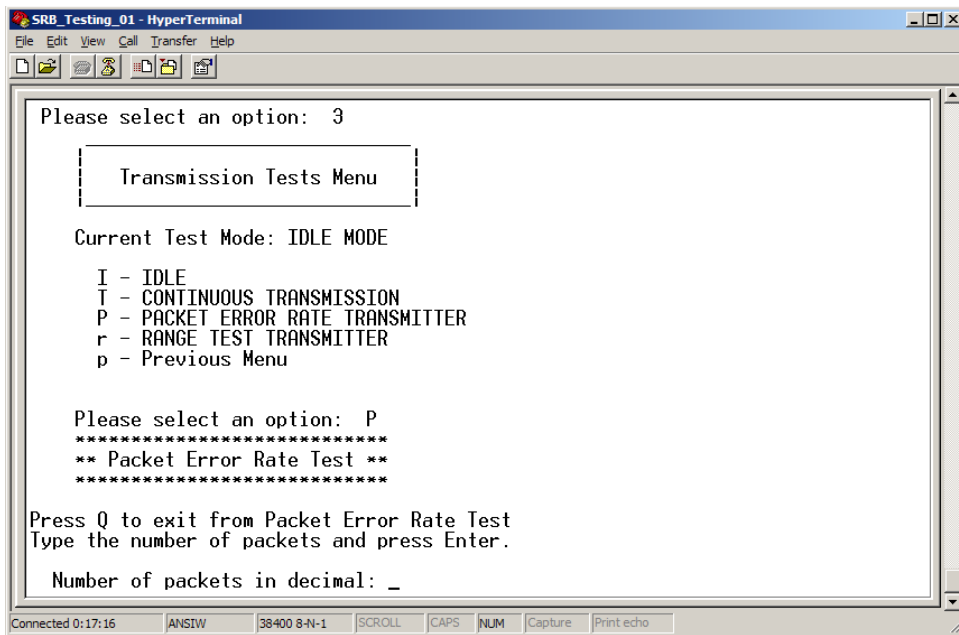 SRB_Testing_01 - HyperTerminal
File Edit View Call Transfer Help
Please select an option: 3
Transmission Tests Menu
Current Test Mode: IDLE MODE
I - IDLE
T - CONTINUOUS TRANSMISSION
P - PACKET ERROR RATE TRANSMITTER
r - RANGE TEST TRANSMITTER
p - Previous Menu
Please select an option: P
****************************
** Packet Error Rate Test **
****************************
Press Q to exit from Packet Error Rate Test
Type the number of packets and press Enter.
Number of packets in decimal: _
Connected 0:17:16 ANSIW 38400 8-N-1 SCROLL CAPS NUM Capture Print echo